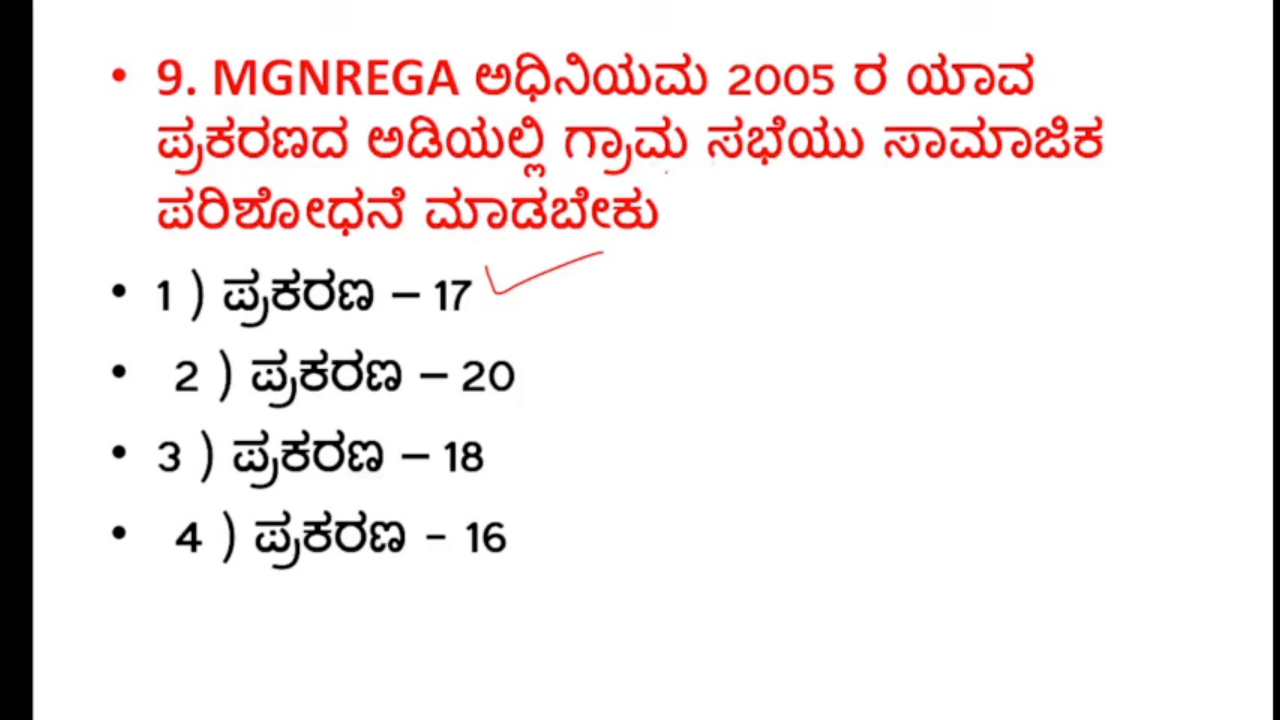 • 9. MGNREGA ಅಧಿನಿಯಮ 2005 ರ ಯಾವ
ಪ್ರಕರಣದ ಅಡಿಯಲ್ಲಿ ಗ್ರಾಮ ಸಭೆಯು ಸಾಮಾಜಿಕ
ಪರಿಶೋಧನೆ ಮಾಡಬೇಕು
• 1 ) ಪ್ರಕರಣ – 17
• 2 ) ಪ್ರಕರಣ – 20
• 3 ) ಪ್ರಕರಣ – 18
• 4 ) ಪ್ರಕರಣ - 16